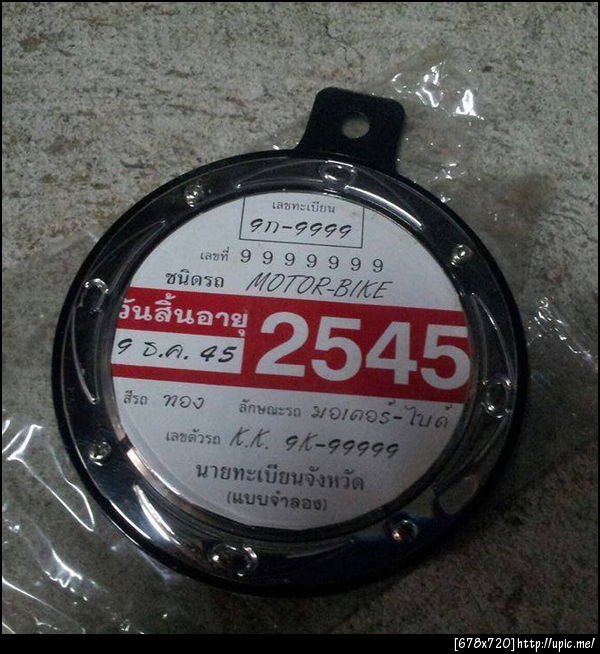 เลขทะเบียน
9ก-9999
เลขที่ 9999999
ชนิดรถ MOTOR-BIKE
วันสิ้นอายุ 2545
9 ธ.ค. 45
สีรถ ทอง ลักษณะรถ มอเตอร์-ไบค์
เลขตัวรถ K.K. 9K-99999
นายทะเบียนจังหวัด
(แบบจำลอง)
[678x720]http://upic.me/